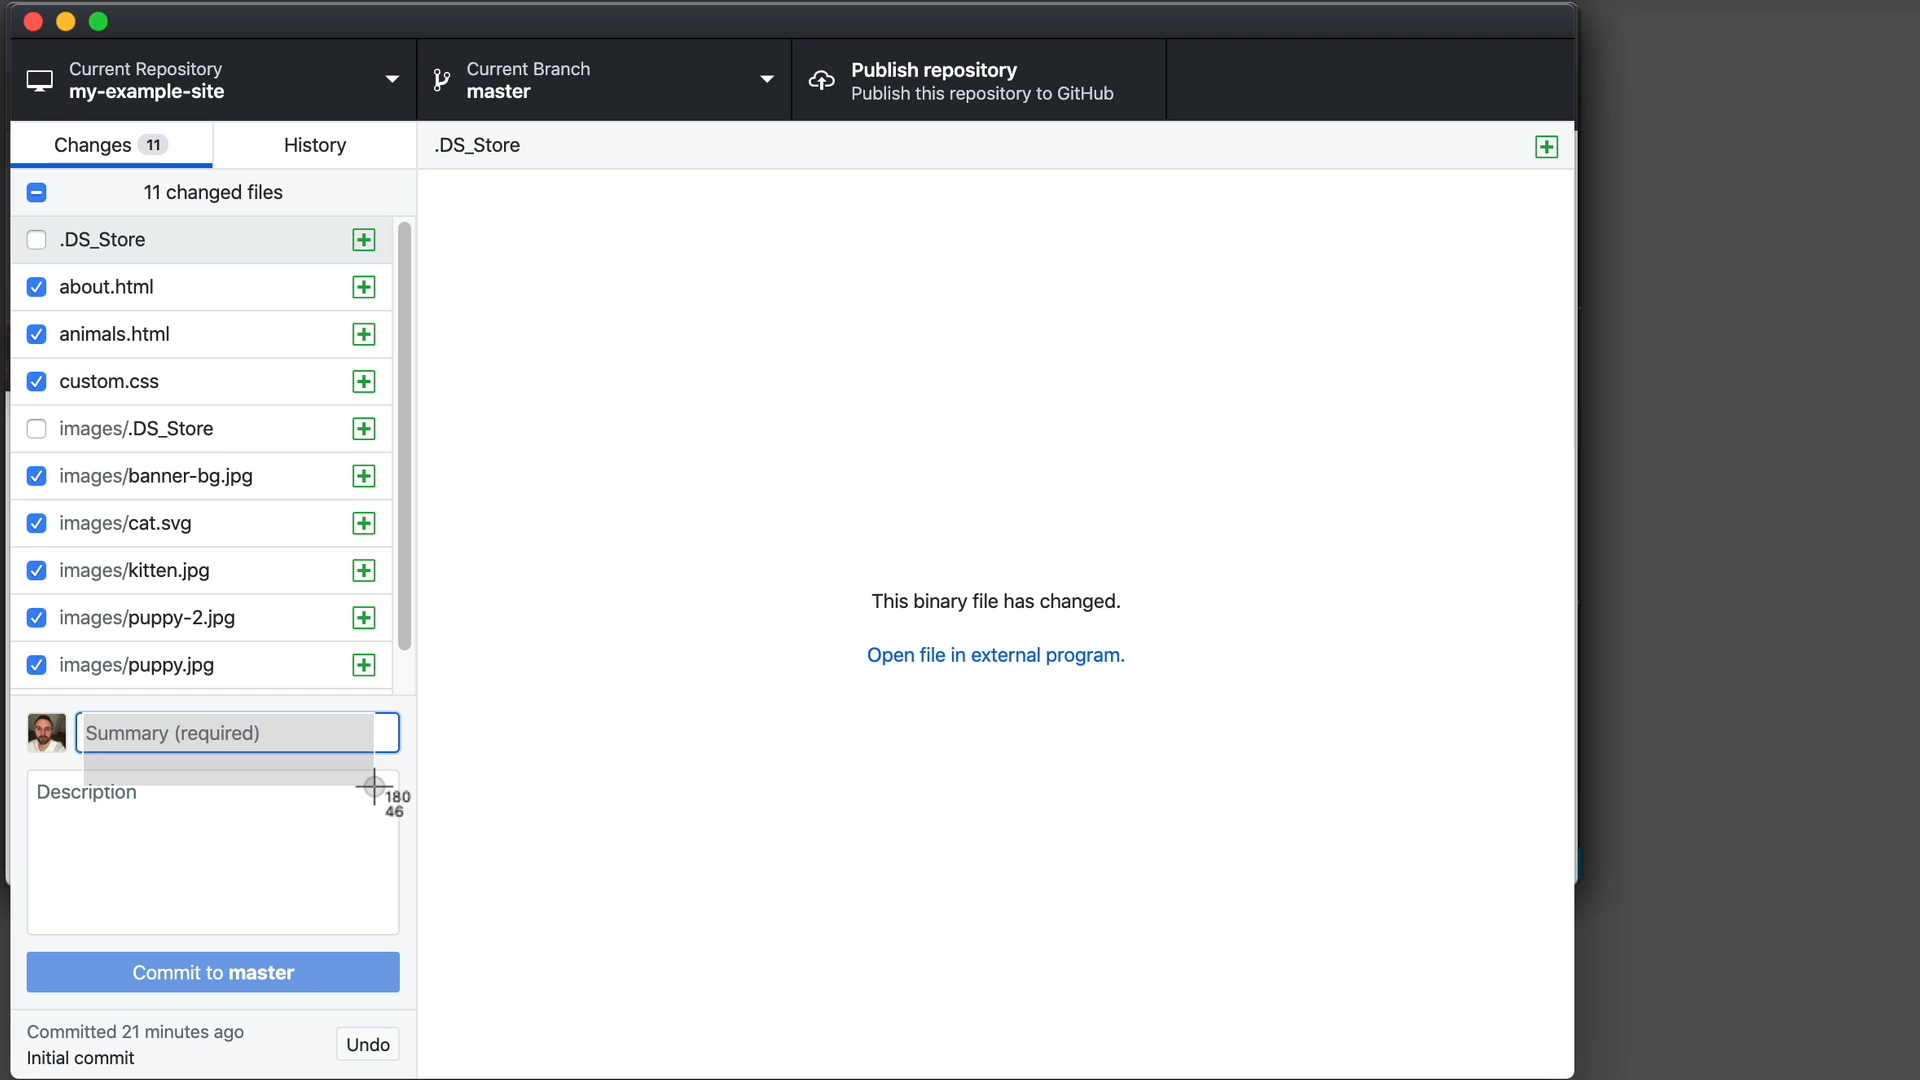 Current Repository
my-example-site
Current Branch
master
Publish repository
Publish this repository to GitHub
Changes 11
History
.DS_Store
11 changed files
.DS_Store
about.html
animals.html
custom.css
images/.DS_Store
images/banner-bg.jpg
images/cat.svg
images/kitten.jpg
images/puppy-2.jpg
images/puppy.jpg
This binary file has changed.
Open file in external program.
Summary (required)
Description
180
46
Commit to master
Committed 21 minutes ago
Initial commit
Undo